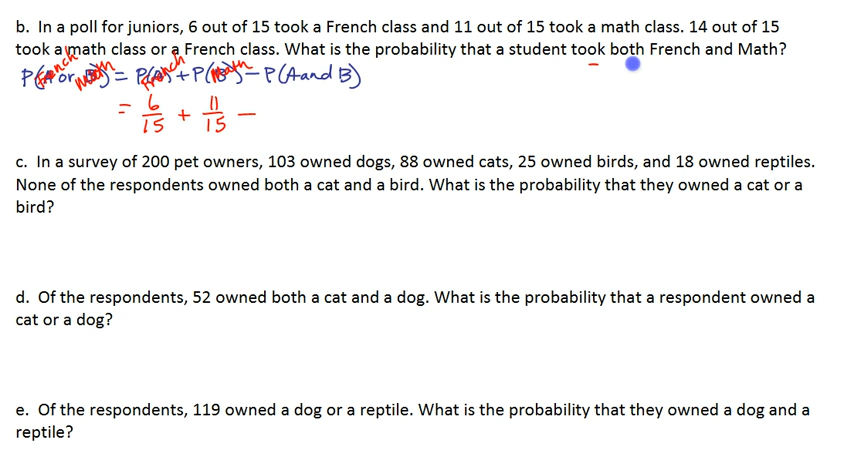 b. In a poll for juniors, 6 out of 15 took a French class and 11 out of 15 took a math class. 14 out of 15
took a math class or a French class. What is the probability that a student took both French and Math?
P(French or Math) = P(French) + P(Math) - P(A and B)
= 6/15 + 11/15 -
c. In a survey of 200 pet owners, 103 owned dogs, 88 owned cats, 25 owned birds, and 18 owned reptiles.
None of the respondents owned both a cat and a bird. What is the probability that they owned a cat or a
bird?
d. Of the respondents, 52 owned both a cat and a dog. What is the probability that a respondent owned a
cat or a dog?
e. Of the respondents, 119 owned a dog or a reptile. What is the probability that they owned a dog and a
reptile?